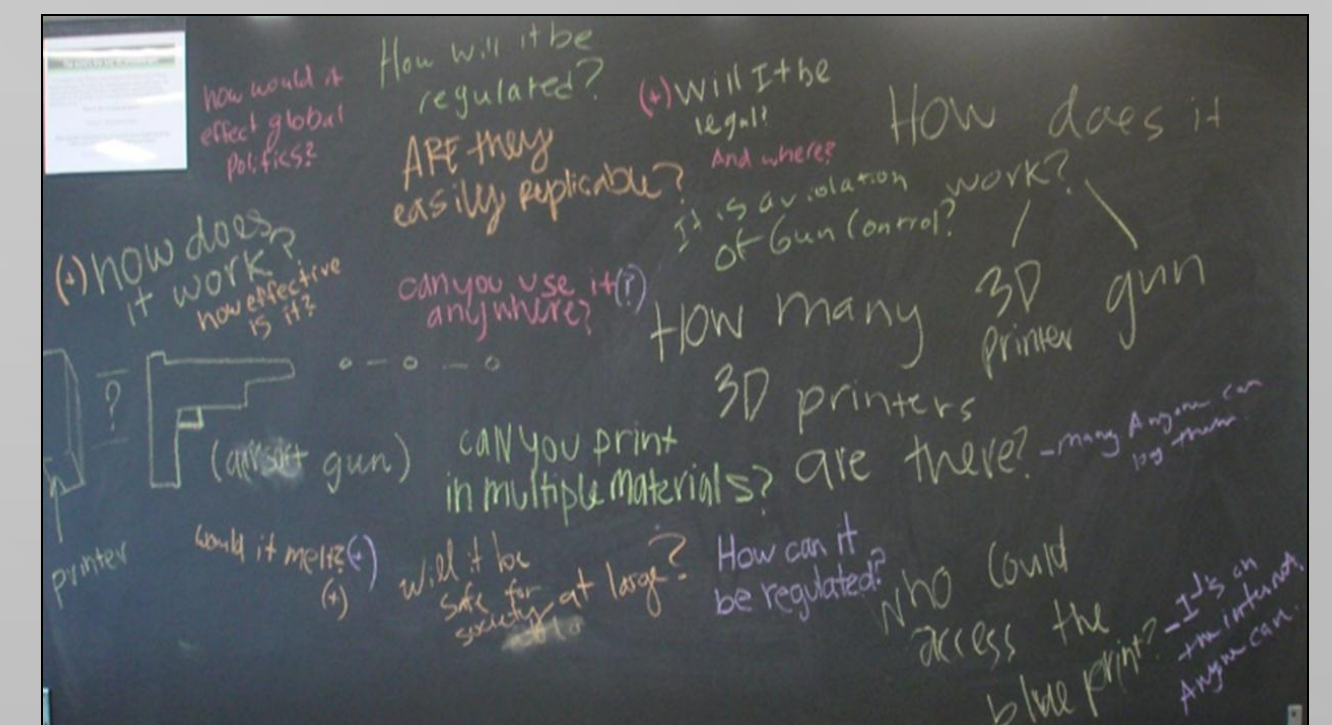 how would it
effect global
Politics?
How will it be
regulated?
ARE they
easily Replicable?
(+) Will It be
legal?
And where?
It is a violation
of Gun Control?
How does it
work?
3D
printer
gun
(+) how does
it work?
how effective
is it?
can you use it (?)
anywhere?
How many
3D printers
are there?
- many Anyone can
them
?
(airsoft gun)
can you print
in multiple materials?
printer
would it melt? (+)
(+)
will it be
safe for
society at large?
How can it
be regulated?
who could
access the
blue print?
- It's on
the internet.
Anyone can.